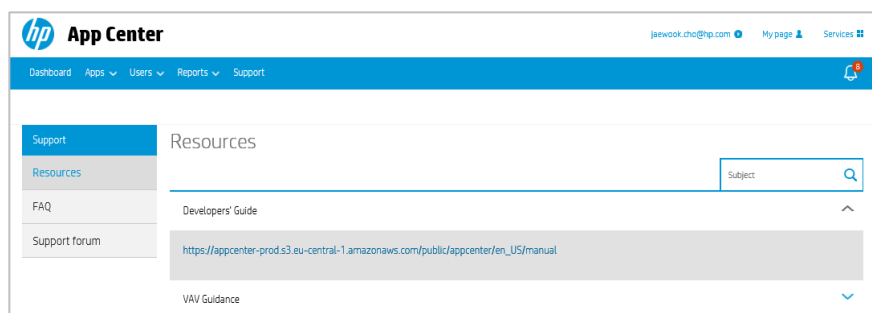 hp App Center
jaewook.cho@hp.com My page Services
Dashboard Apps Users Reports Support
8
Support
Resources
FAQ
Support forum
Resources
Subject
Developers' Guide
https://appcenter-prod.s3.eu-central-1.amazonaws.com/public/appcenter/en_US/manual
VAV Guidance